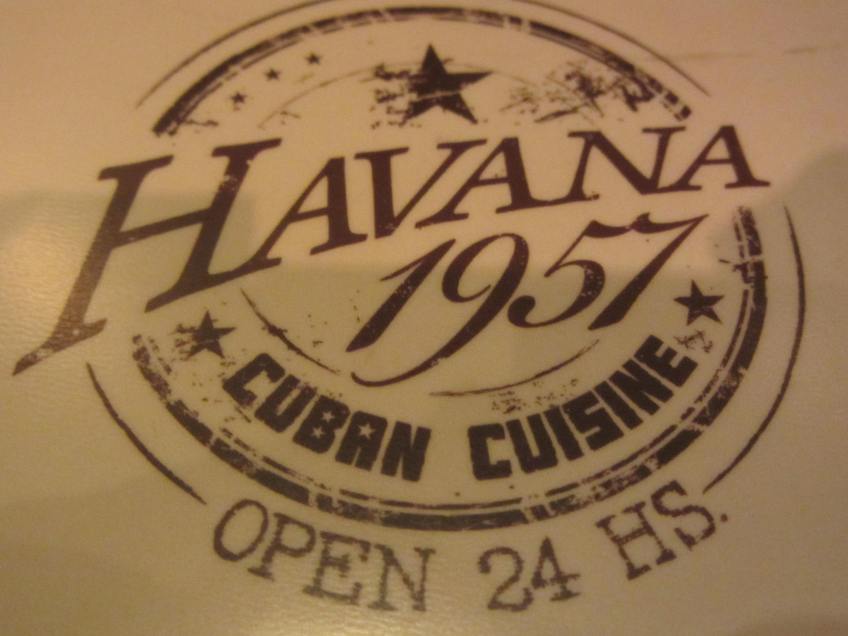 HAVANA
1957
CUBAN CUISINE
OPEN 24 HS.